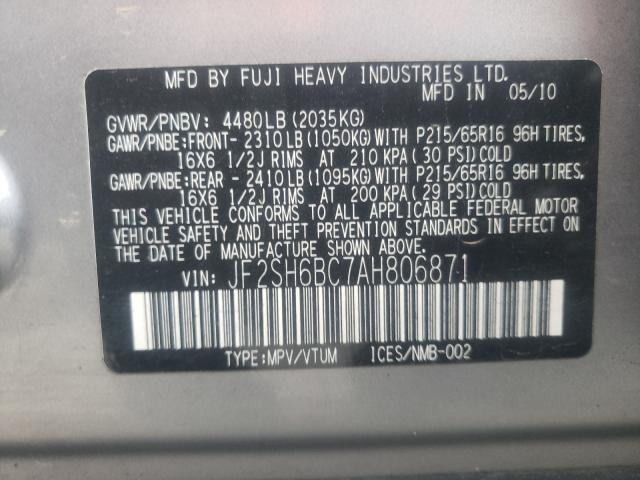 MFD BY FUJI HEAVY INDUSTRIES LTD.
MFD IN 05/10
GVWR/PNBV: 4480LB (2035KG)
GAWR/PNBE:FRONT- 2310LB(1050KG)WITH P215/65R16 96H TIRES,
16X6 1/2J RIMS AT 210 KPA(30 PSI)COLD
GAWR/PNBE:REAR - 2410LB(1095KG)WITH P215/65R16 96H TIRES,
16X6 1/2J RIMS AT 200 KPA(29 PSI)COLD
THIS VEHICLE CONFORMS TO ALL APPLICABLE FEDERAL MOTOR
VEHICLE SAFETY AND THEFT PREVENTION STANDARDS IN EFFECT ON
THE DATE OF MANUFACTURE SHOWN ABOVE.
VIN: JF2SH6BC7AH806871
TYPE:MPV/VTUM ICES/NMB-002